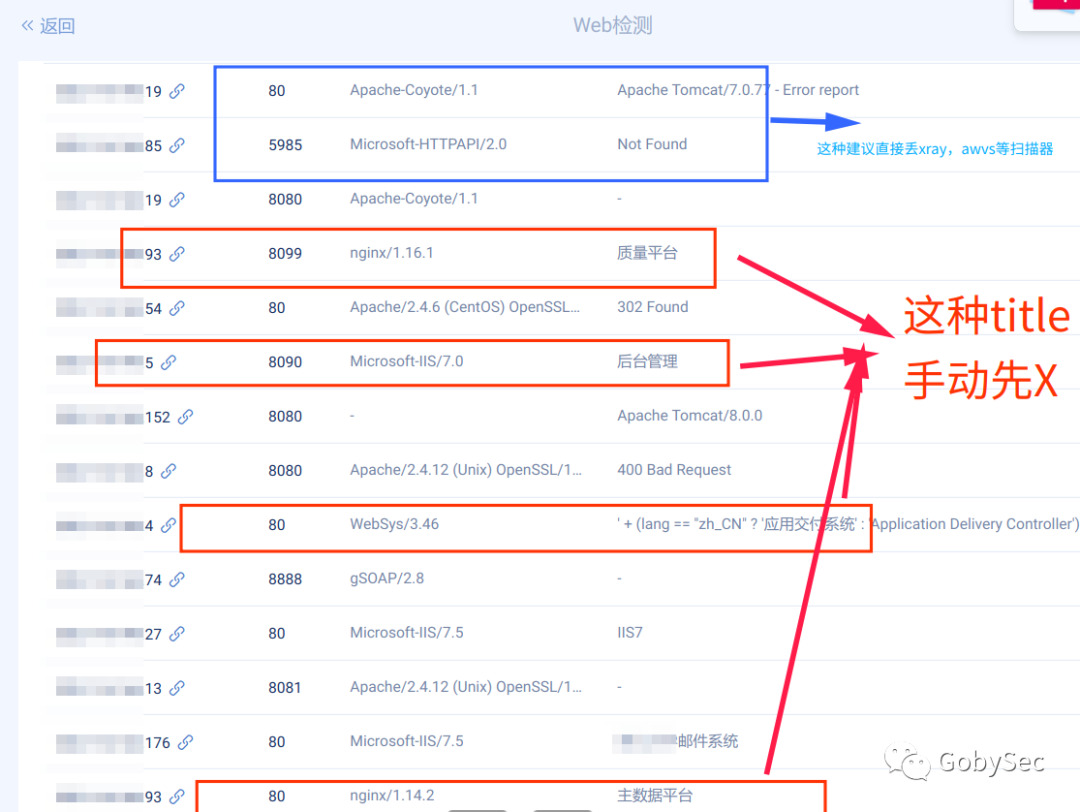 « 返回
Web检测
19 80 Apache-Coyote/1.1 Apache Tomcat/7.0.77 - Error report
85 5985 Microsoft-HTTPAPI/2.0 Not Found
这种建议直接丢xray，awvs等扫描器
19 8080 Apache-Coyote/1.1 -
93 8099 nginx/1.16.1 质量平台
54 80 Apache/2.4.6 (CentOS) OpenSSL... 302 Found
这种title
手动先X
5 8090 Microsoft-IIS/7.0 后台管理
152 8080 - Apache Tomcat/8.0.0
8 8080 Apache/2.4.12 (Unix) OpenSSL/1... 400 Bad Request
4 80 WebSys/3.46 ' + (lang == "zh_CN" ? '应用交付系统' : 'Application Delivery Controller')
74 8888 gSOAP/2.8 -
27 80 Microsoft-IIS/7.5 IIS7
13 8081 Apache/2.4.12 (Unix) OpenSSL/1... -
176 80 Microsoft-IIS/7.5 邮件系统
GobySec
93 80 nginx/1.14.2 主数据平台